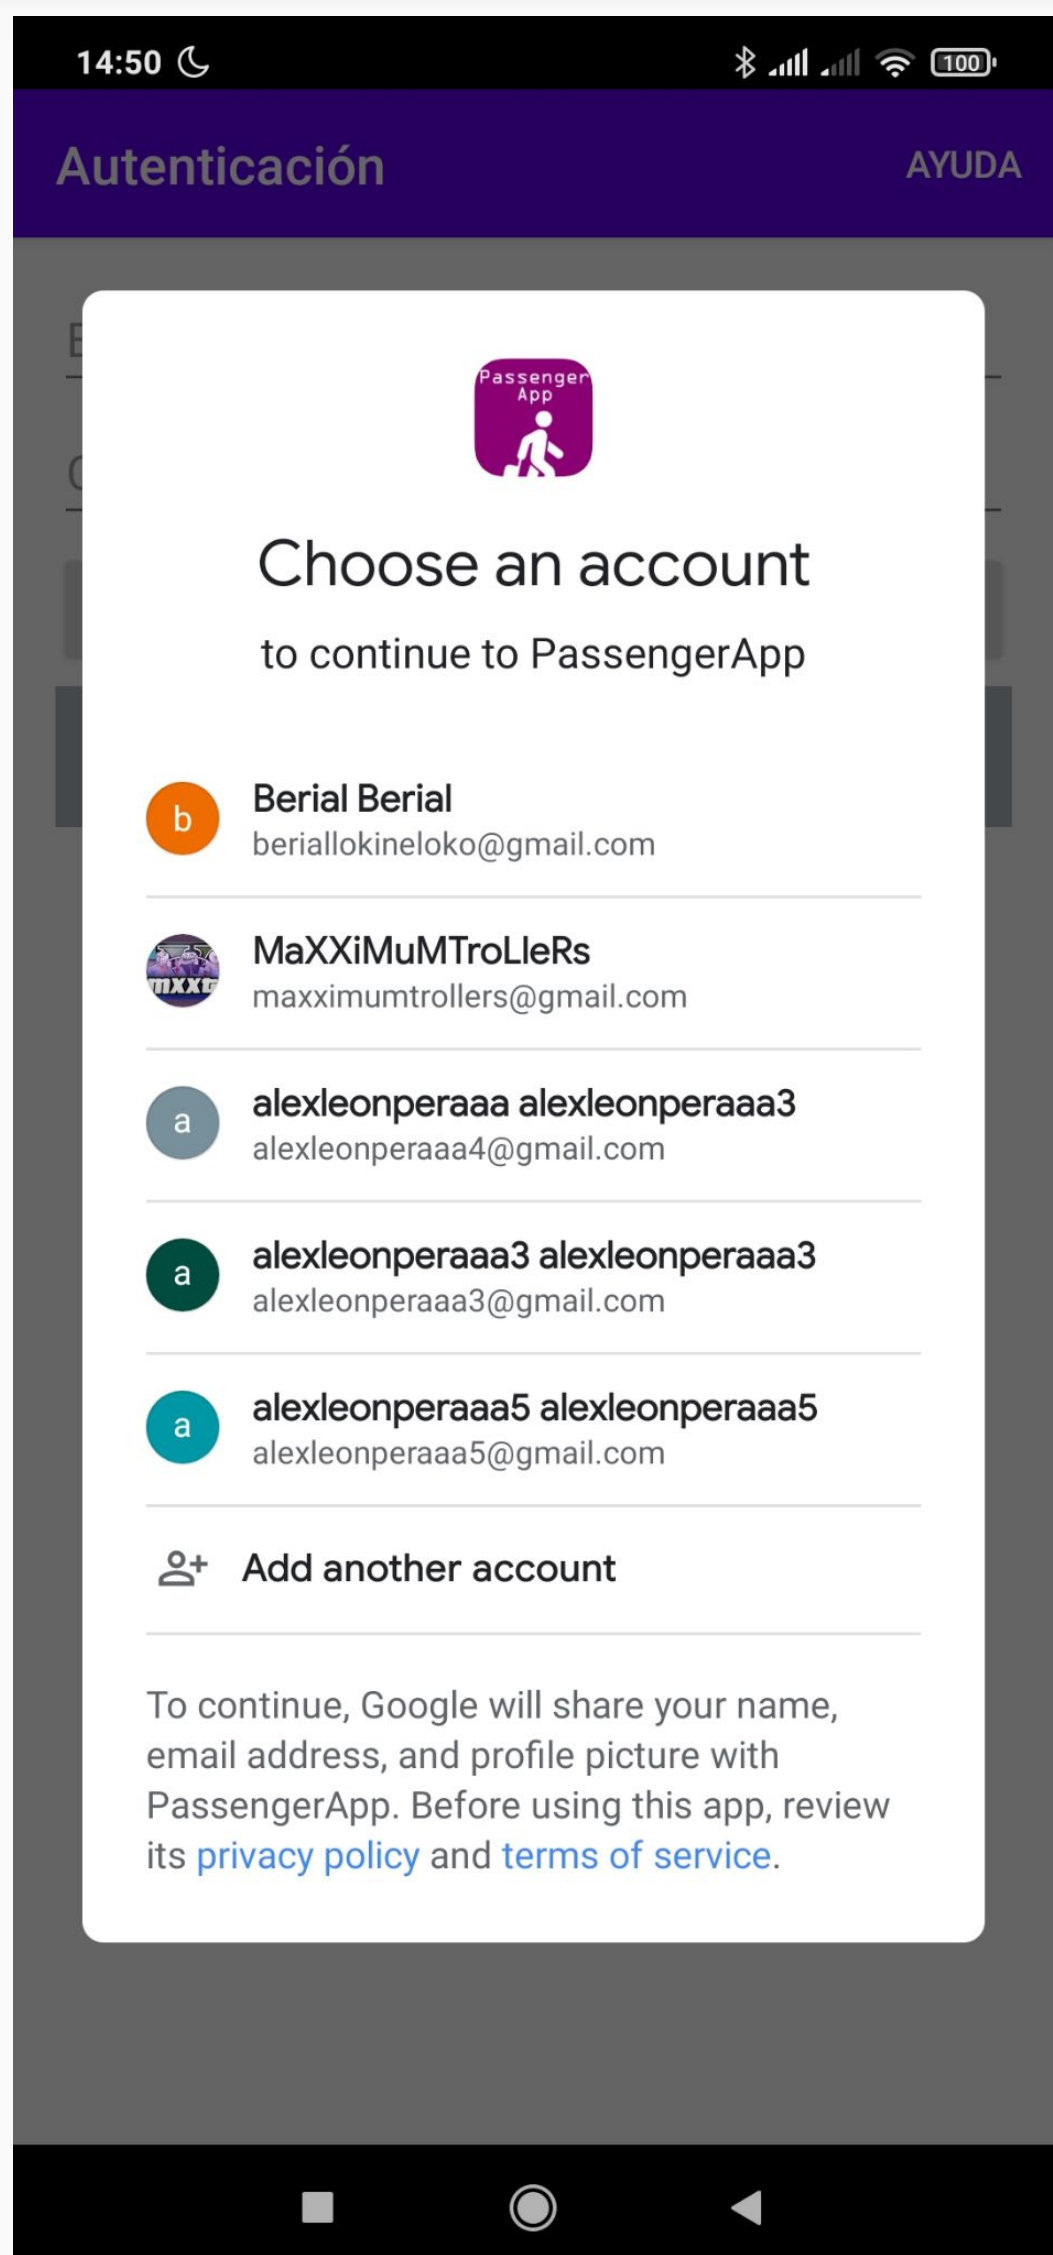 14:50
100
Autenticación
AYUDA
Passenger
App
Choose an account
to continue to PassengerApp
b
Berial Berial
beriallokineloko@gmail.com
mxxt
MaXXiMuMTroLleRs
maxximumtrollers@gmail.com
a
alexleonperaaa alexleonperaaa3
alexleonperaaa4@gmail.com
a
alexleonperaaa3 alexleonperaaa3
alexleonperaaa3@gmail.com
a
alexleonperaaa5 alexleonperaaa5
alexleonperaaa5@gmail.com
Add another account
To continue, Google will share your name,
email address, and profile picture with
PassengerApp. Before using this app, review
its privacy policy and terms of service.